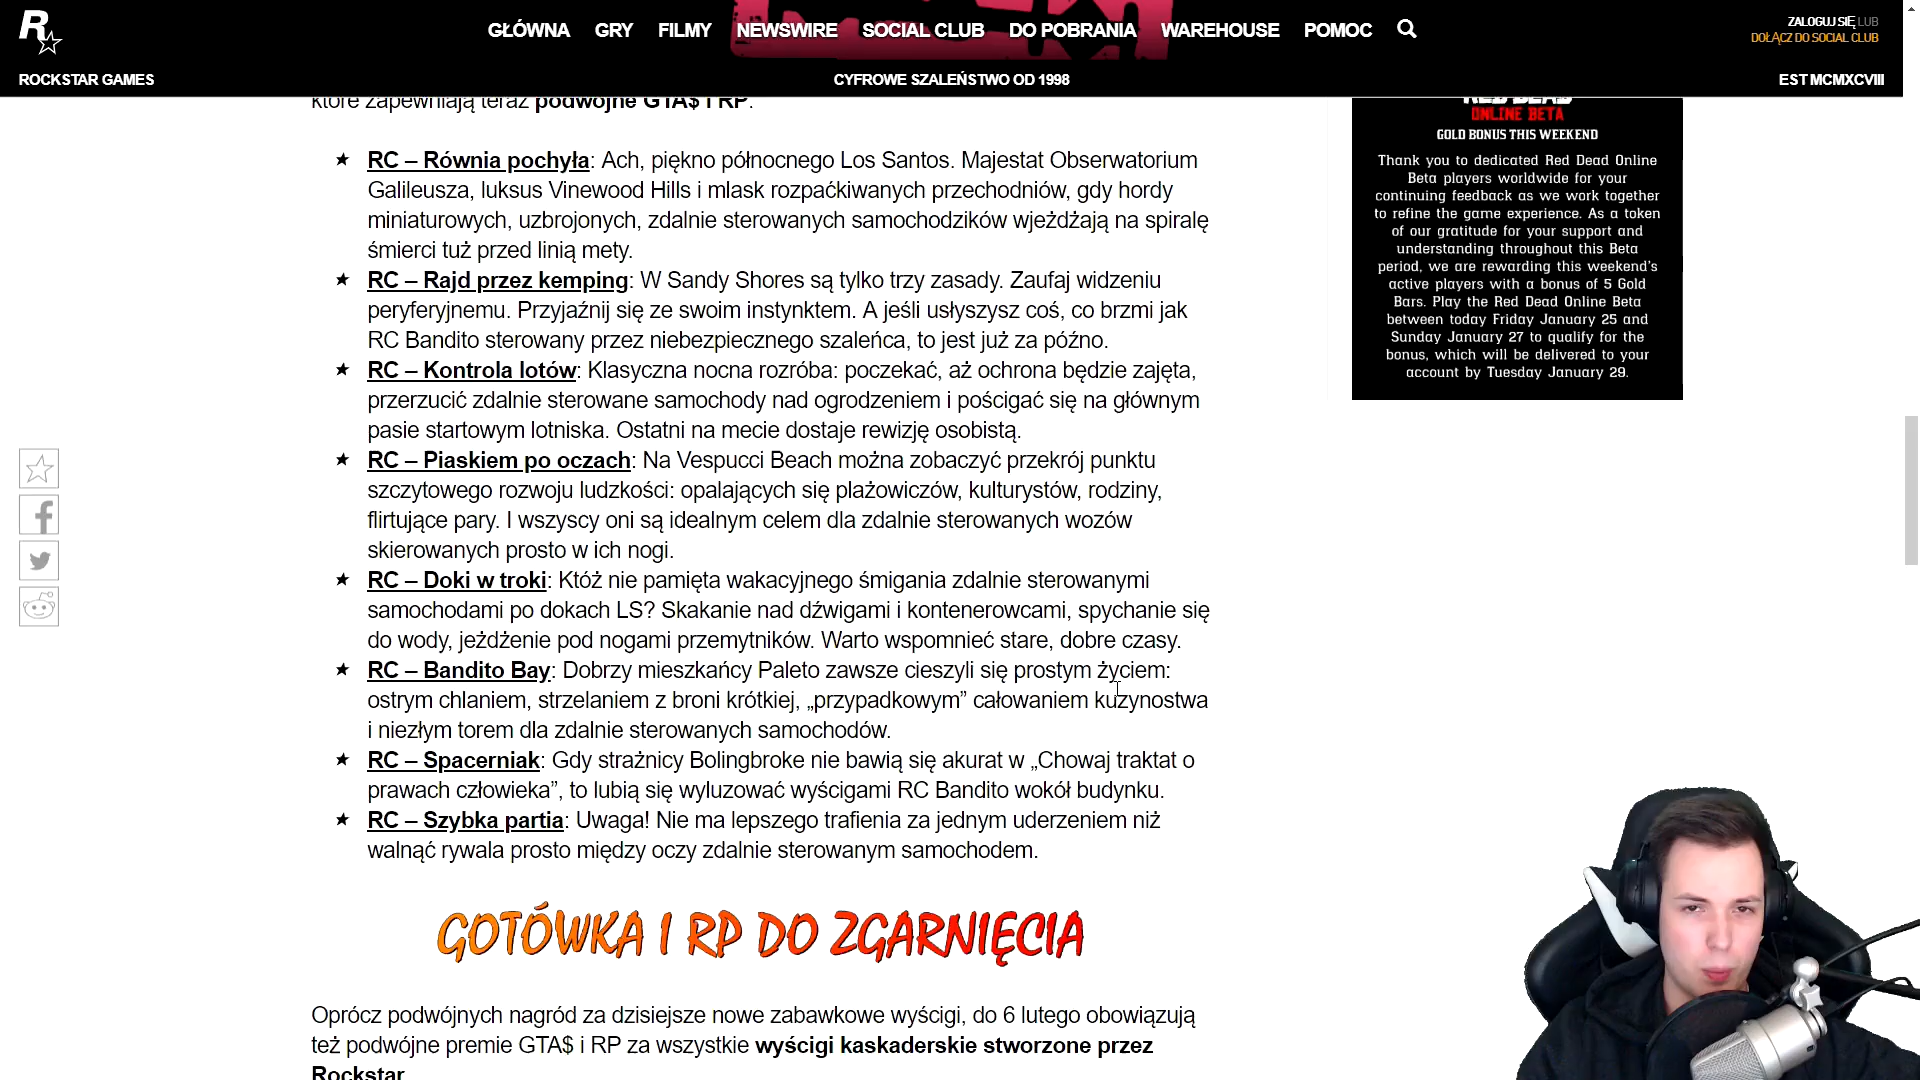 GŁÓWNA GRY FILMY NEWSWIRE SOCIAL CLUB DO POBRANIA WAREHOUSE POMOC
ZALOGUJ SIĘ LUB
DOŁĄCZ DO SOCIAL CLUB
ROCKSTAR GAMES
CYFROWE SZALEŃSTWO OD 1998
EST MCMXCVIII
które zapewniają teraz podwójne GTA$ i RP.
RC – Równia pochyła: Ach, piękno północnego Los Santos. Majestat Obserwatorium
Galileusza, luksus Vinewood Hills i mlask rozpaćkiwanych przechodniów, gdy hordy
miniaturowych, uzbrojonych, zdalnie sterowanych samochodzików wjeżdżają na spiralę
śmierci tuż przed linią mety.
RC – Rajd przez kemping: W Sandy Shores są tylko trzy zasady. Zaufaj widzeniu
peryferyjnemu. Przyjaźnij się ze swoim instynktem. A jeśli usłyszysz coś, co brzmi jak
RC Bandito sterowany przez niebezpiecznego szaleńca, to jest już za późno.
RC – Kontrola lotów: Klasyczna nocna rozróba: poczekać, aż ochrona będzie zajęta,
przerzucić zdalnie sterowane samochody nad ogrodzeniem i pościgać się na głównym
pasie startowym lotniska. Ostatni na mecie dostaje rewizję osobistą.
RC – Piaskiem po oczach: Na Vespucci Beach można zobaczyć przekrój punktu
szczytowego rozwoju ludzkości: opalających się plażowiczów, kulturystów, rodziny,
flirtujące pary. I wszyscy oni są idealnym celem dla zdalnie sterowanych wozów
skierowanych prosto w ich nogi.
RC – Doki w troki: Któż nie pamięta wakacyjnego śmigania zdalnie sterowanymi
samochodami po dokach LS? Skakanie nad dźwigami i kontenerowcami, spychanie się
do wody, jeżdżenie pod nogami przemytników. Warto wspomnieć stare, dobre czasy.
RC – Bandito Bay: Dobrzy mieszkańcy Paleto zawsze cieszyli się prostym życiem:
ostrym chlaniem, strzelaniem z broni krótkiej, „przypadkowym” całowaniem kuzynostwa
i niezłym torem dla zdalnie sterowanych samochodów.
RC – Spacerniak: Gdy strażnicy Bolingbroke nie bawią się akurat w „Chowaj traktat o
prawach człowieka”, to lubią się wyluzować wyścigami RC Bandito wokół budynku.
RC – Szybka partia: Uwaga! Nie ma lepszego trafienia za jednym uderzeniem niż
walnąć rywala prosto między oczy zdalnie sterowanym samochodem.
GOTÓWKA I RP DO ZGARNIĘCIA
Oprócz podwójnych nagród za dzisiejsze nowe zabawkowe wyścigi, do 6 lutego obowiązują
też podwójne premie GTA$ i RP za wszystkie wyścigi kaskaderskie stworzone przez
Rockstar
RED DEAD
ONLINE BETA
GOLD BONUS THIS WEEKEND
Thank you to dedicated Red Dead Online
Beta players worldwide for your
continuing feedback as we work together
to refine the game experience. As a token
of our gratitude for your support and
understanding throughout this Beta
period, we are rewarding this weekend's
active players with a bonus of 5 Gold
Bars. Play the Red Dead Online Beta
between today Friday January 25 and
Sunday January 27 to qualify for the
bonus, which will be delivered to your
account by Tuesday January 29.